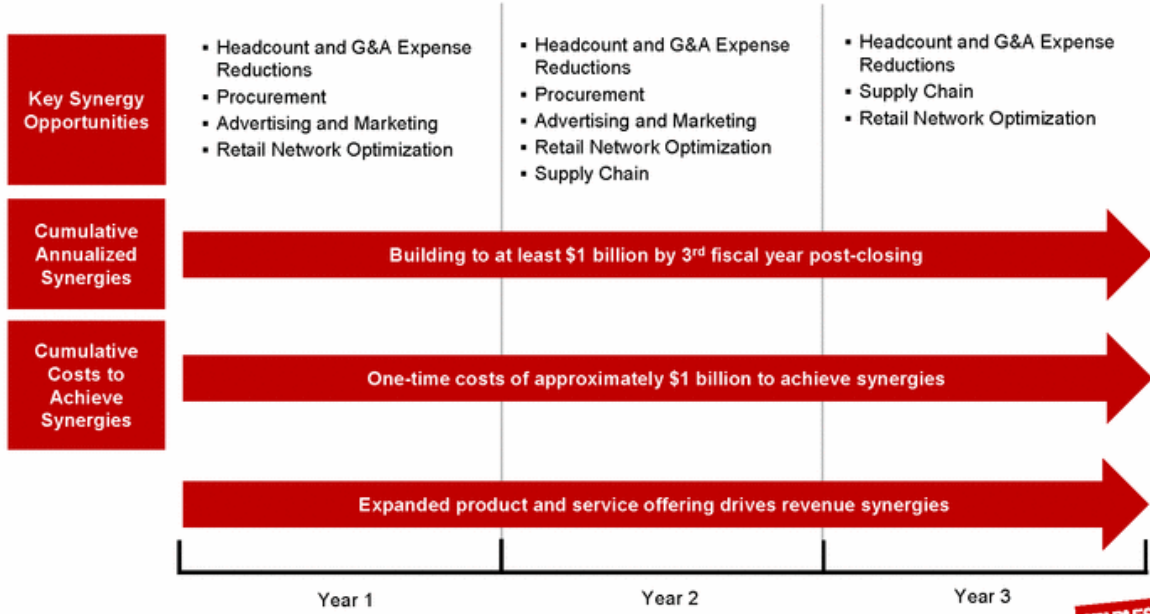 Key Synergy
Opportunities
▪ Headcount and G&A Expense
Reductions
▪ Procurement
▪ Advertising and Marketing
▪ Retail Network Optimization
▪ Headcount and G&A Expense
Reductions
▪ Procurement
▪ Advertising and Marketing
▪ Retail Network Optimization
▪ Supply Chain
▪ Headcount and G&A Expense
Reductions
▪ Supply Chain
▪ Retail Network Optimization
Cumulative
Annualized
Synergies
Building to at least $1 billion by 3rd fiscal year post-closing
Cumulative
Costs to
Achieve
Synergies
One-time costs of approximately $1 billion to achieve synergies
Expanded product and service offering drives revenue synergies
Year 1
Year 2
Year 3